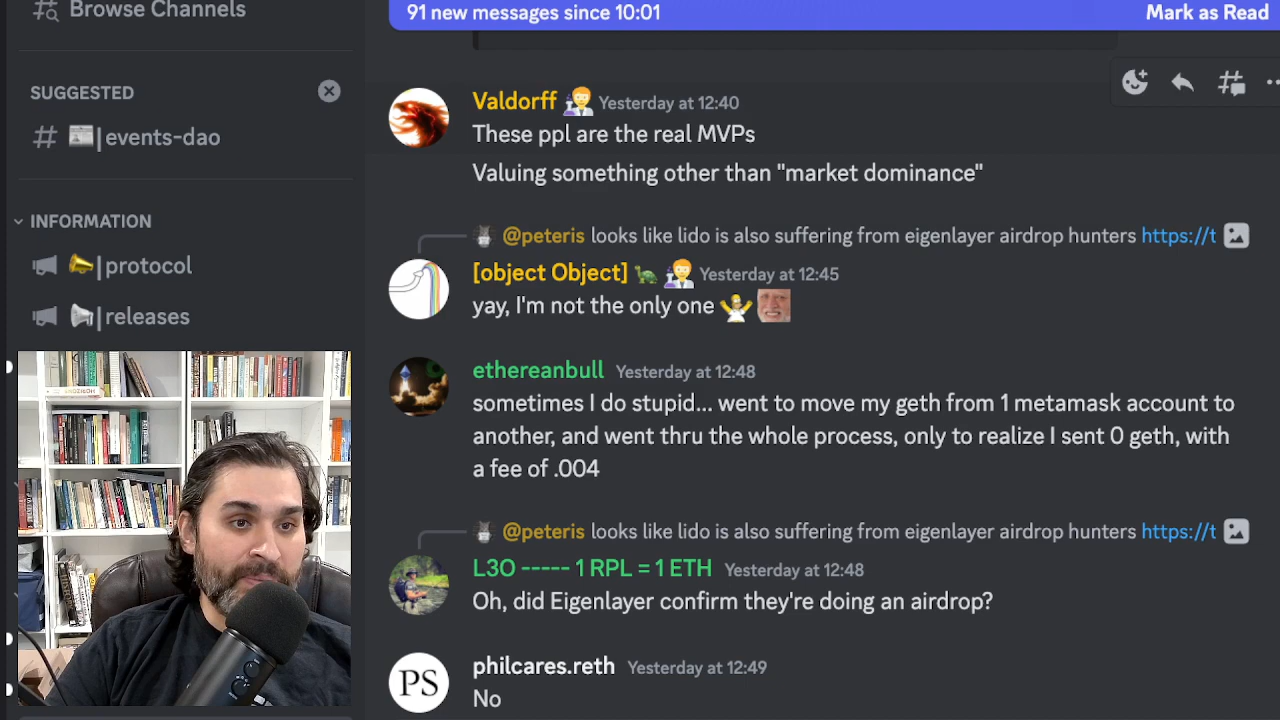 Browse Channels
91 new messages since 10:01
Mark as Read
SUGGESTED
events-dao
INFORMATION
protocol
releases
Valdorff Yesterday at 12:40
These ppl are the real MVPs
Valuing something other than "market dominance"
@peteris looks like lido is also suffering from eigenlayer airdrop hunters https://t
[object Object] Yesterday at 12:45
yay, I'm not the only one
ethereanbull Yesterday at 12:48
sometimes I do stupid... went to move my geth from 1 metamask account to
another, and went thru the whole process, only to realize I sent 0 geth, with
a fee of .004
@peteris looks like lido is also suffering from eigenlayer airdrop hunters https://t
L3O ----- 1 RPL = 1 ETH Yesterday at 12:48
Oh, did Eigenlayer confirm they're doing an airdrop?
PS
philcares.reth Yesterday at 12:49
No